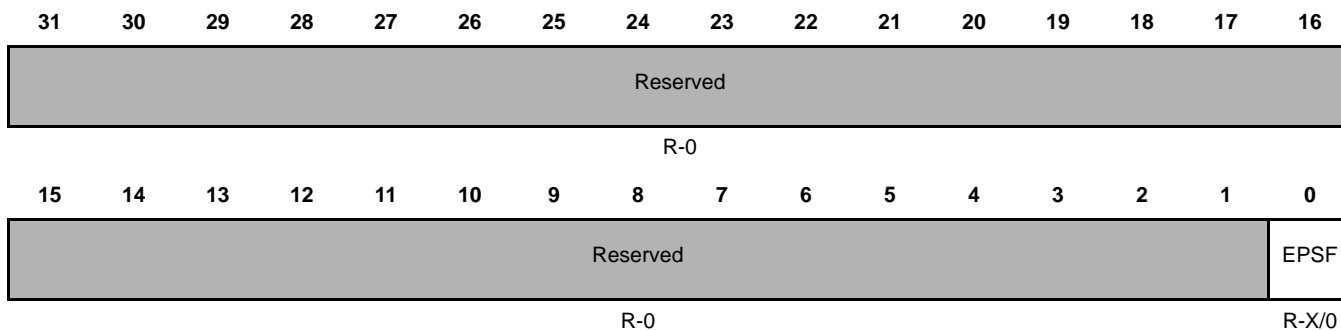 31 30 29 28 27 26 25 24 23 22 21 20 19 18 17 16
Reserved
R-0
15 14 13 12 11 10 9 8 7 6 5 4 3 2 1 0
Reserved EPSF
R-0 R-X/0